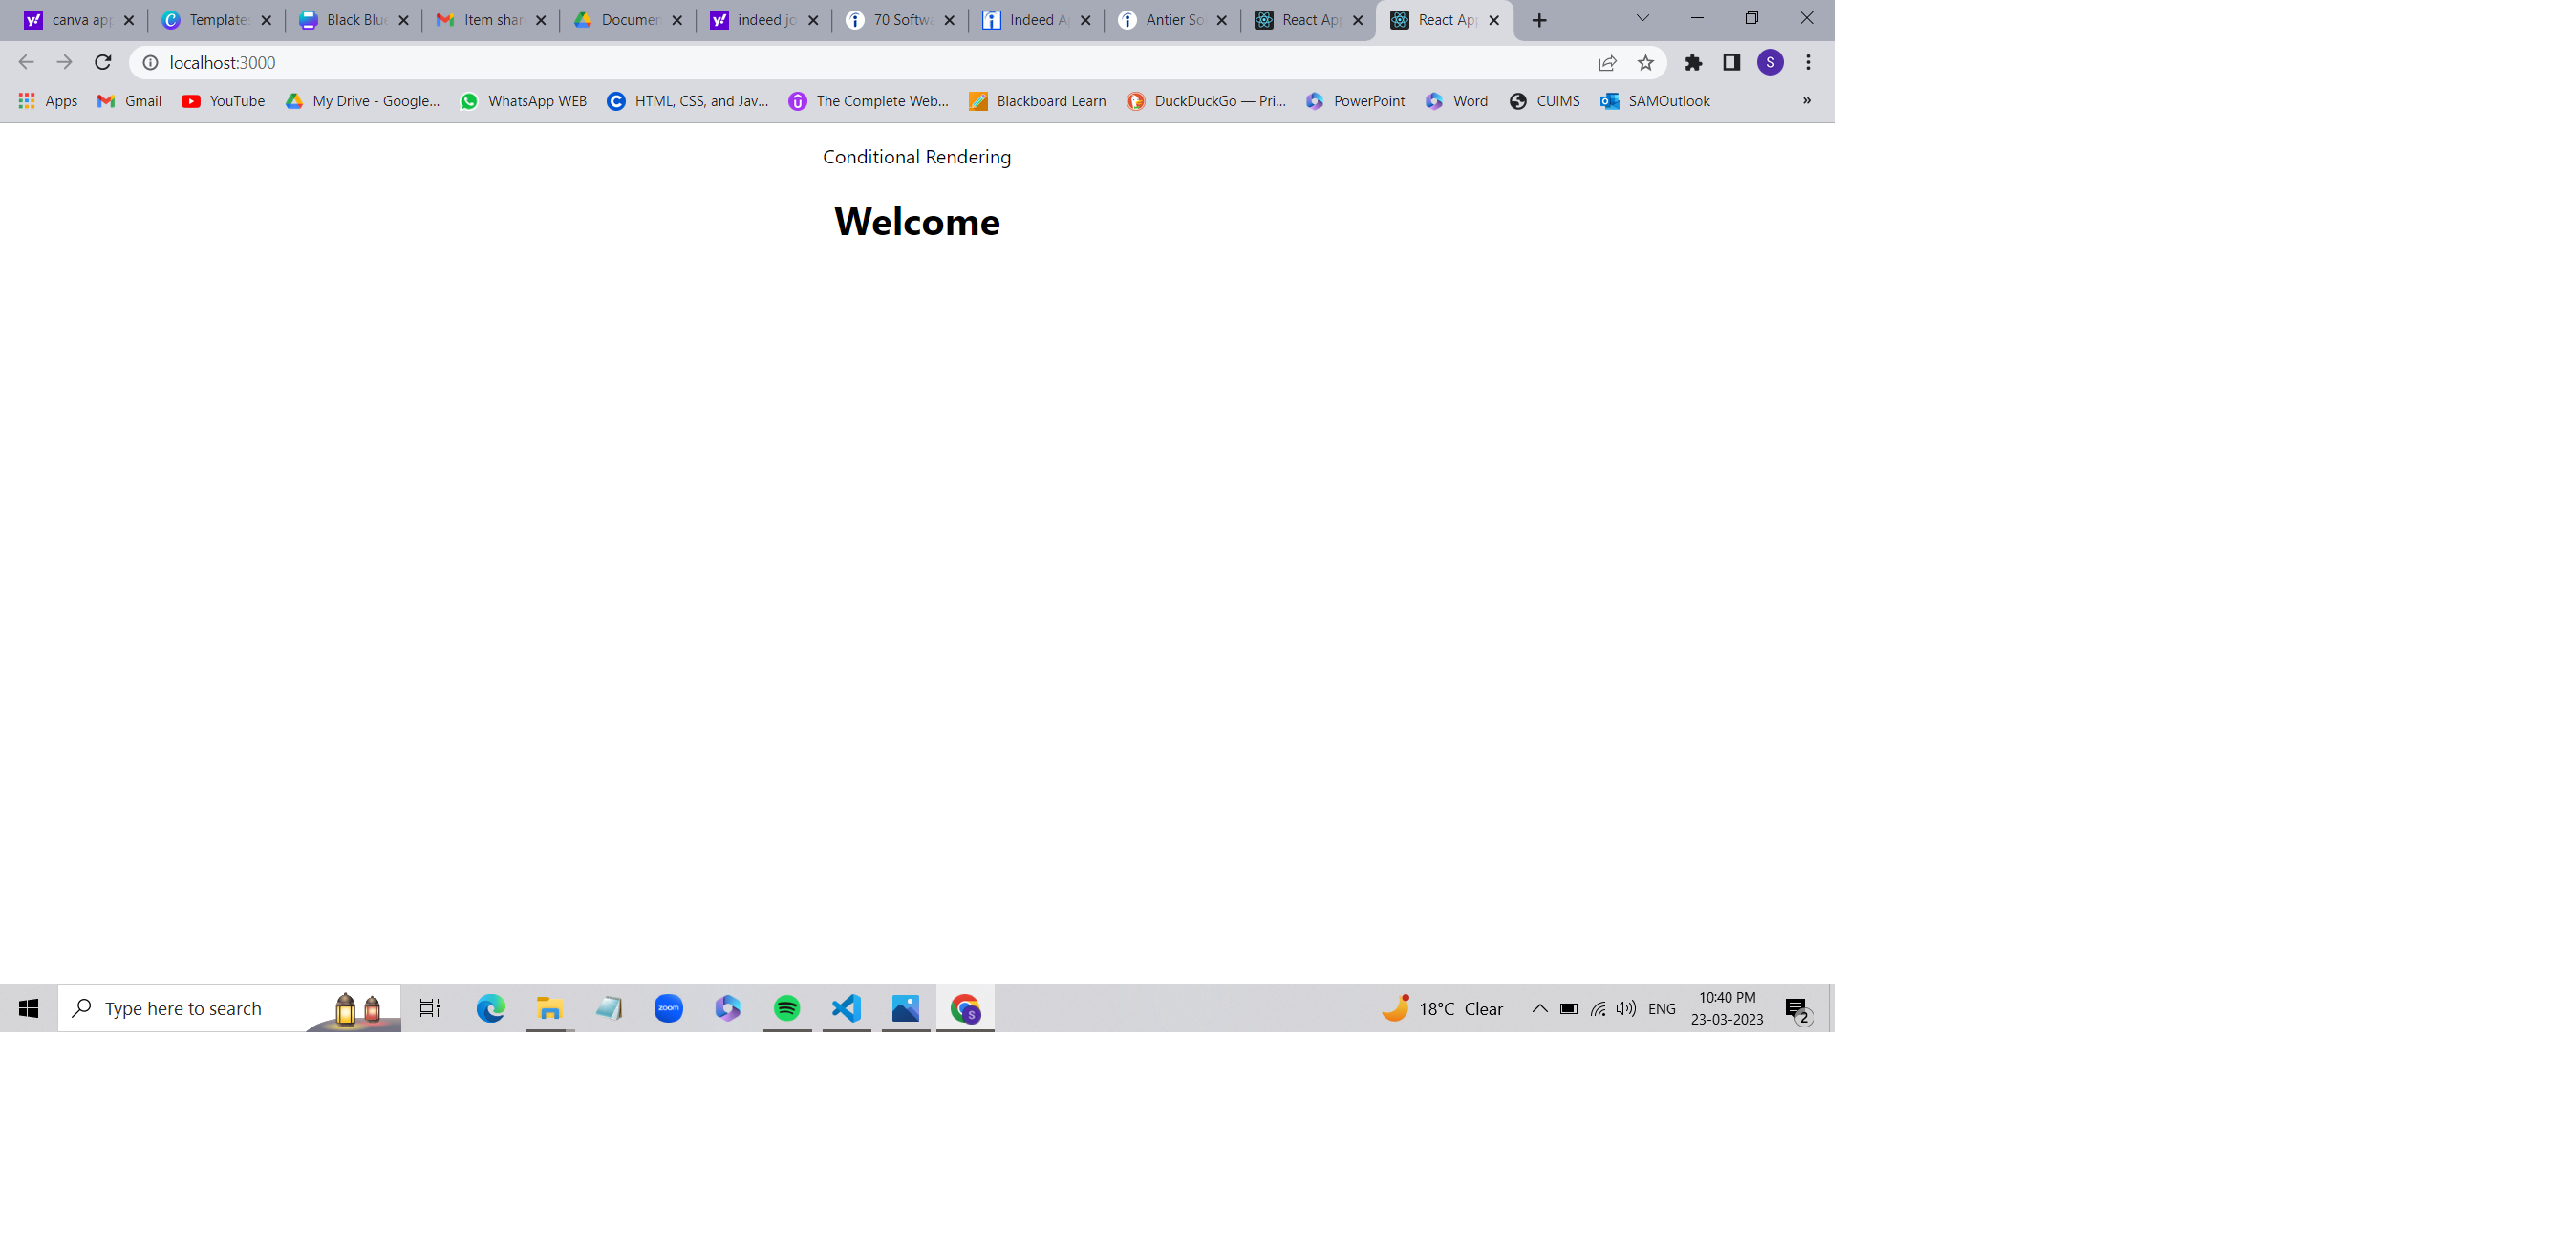 canva ap
Template
Black Blu
Item shar
Documen
indeed jo
70 Softwa
Indeed A
Antier So
React Ap
React Ap
localhost:3000
S
Apps
Gmail
YouTube
My Drive - Google...
WhatsApp WEB
HTML, CSS, and Jav...
The Complete Web...
Blackboard Learn
DuckDuckGo — Pri...
PowerPoint
Word
CUIMS
SAMOutlook
»
Conditional Rendering
Welcome
Type here to search
zoom
S
18°C Clear
ENG
10:40 PM
23-03-2023
2